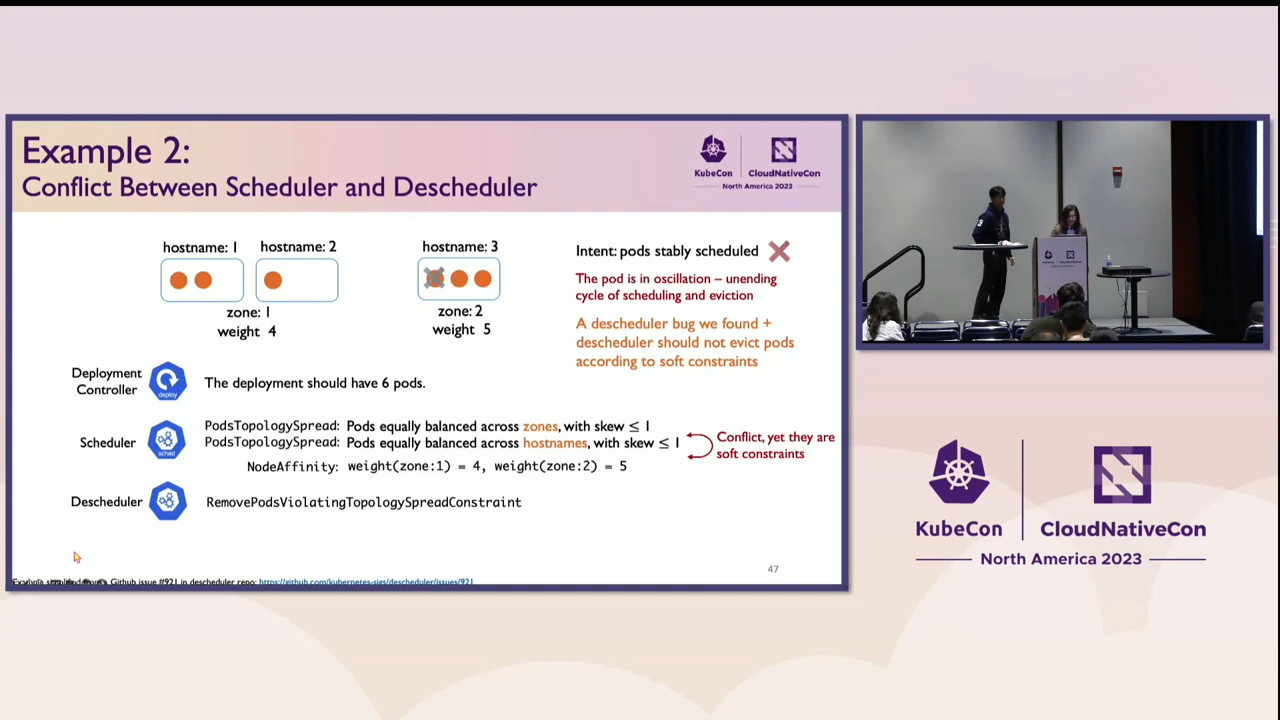 Example 2:
Conflict Between Scheduler and Descheduler
KubeCon
CloudNativeCon
North America 2023
hostname: 1
hostname: 2
hostname: 3
zone: 1
weight 4
zone: 2
weight 5
Intent: pods stably scheduled
The pod is in oscillation – unending
cycle of scheduling and eviction
A descheduler bug we found +
descheduler should not evict pods
according to soft constraints
Deployment
Controller
deploy
The deployment should have 6 pods.
Scheduler
sched
PodsTopologySpread: Pods equally balanced across zones, with skew ≤ 1
PodsTopologySpread: Pods equally balanced across hostnames, with skew ≤ 1
NodeAffinity: weight(zone:1) = 4, weight(zone:2) = 5
Conflict, yet they are
soft constraints
Descheduler
RemovePodsViolatingTopologySpreadConstraint
Github issue #921 in descheduler repo: https://github.com/kubernetes-sigs/descheduler/issues/921
47
KubeCon
CloudNativeCon
North America 2023